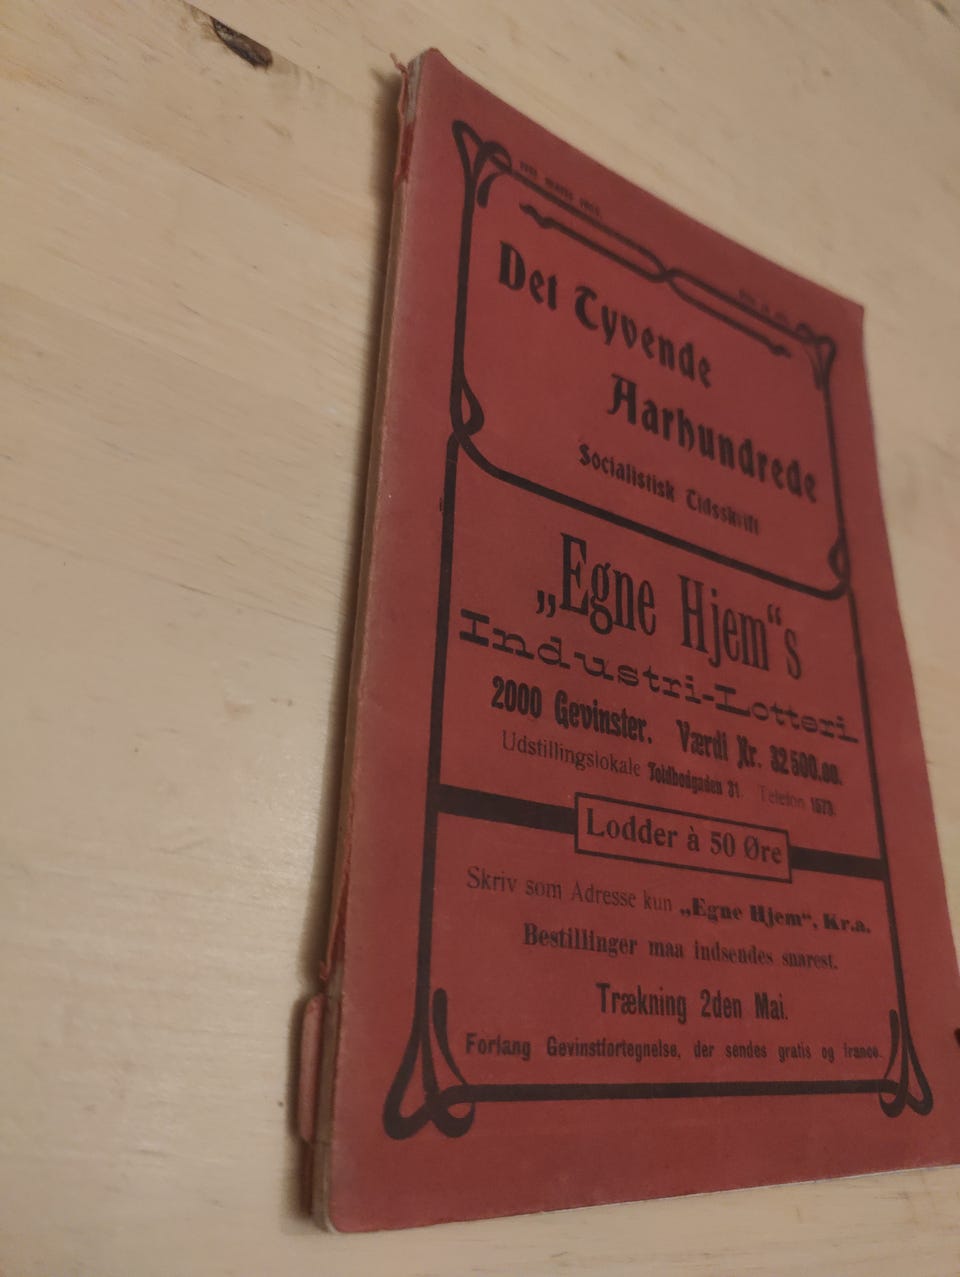 Det Tyvende
Aarhundrede
Socialistisk Tidsskrift
„Egne Hjem“s
Industri-Lotteri
2000 Gevinster. Værdi Kr. 32 500.00.
Udstillingslokale Toldbodgaden 31. Telefon 1573.
Lodder à 50 Øre
Skriv som Adresse kun „Egne Hjem“, Kr.a.
Bestillinger maa indsendes snarest.
Trækning 2den Mai.
Forlang Gevinstfortegnelse, der sendes gratis og franco.